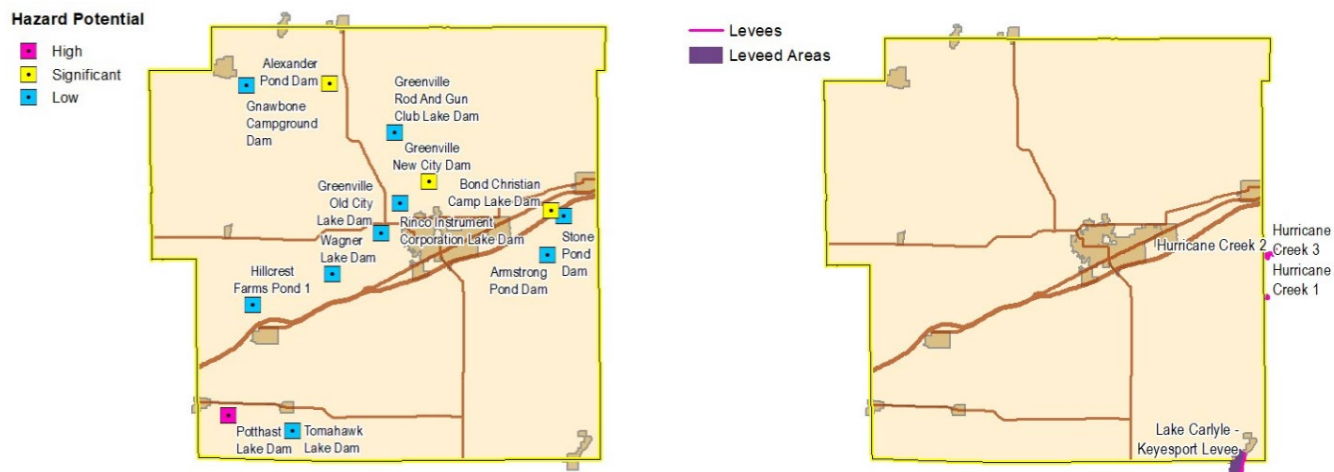 Hazard Potential
High
Significant
Low
Alexander
Pond Dam
Gnawbone
Campground
Dam
Greenville
Rod And Gun
Club Lake Dam
Greenville
New City Dam
Bond Christian
Camp Lake Dam
Greenville
Old City
Lake Dam
Rinco Instrument
Corporation Lake Dam
Wagner
Lake Dam
Stone
Pond
Dam
Armstrong
Pond Dam
Hillcrest
Farms Pond 1
Potthast
Lake Dam
Tomahawk
Lake Dam
Levees
Leveed Areas
Hurricane Creek 2
Hurricane
Creek 3
Hurricane
Creek 1
Lake Carlyle -
Keyesport Levee